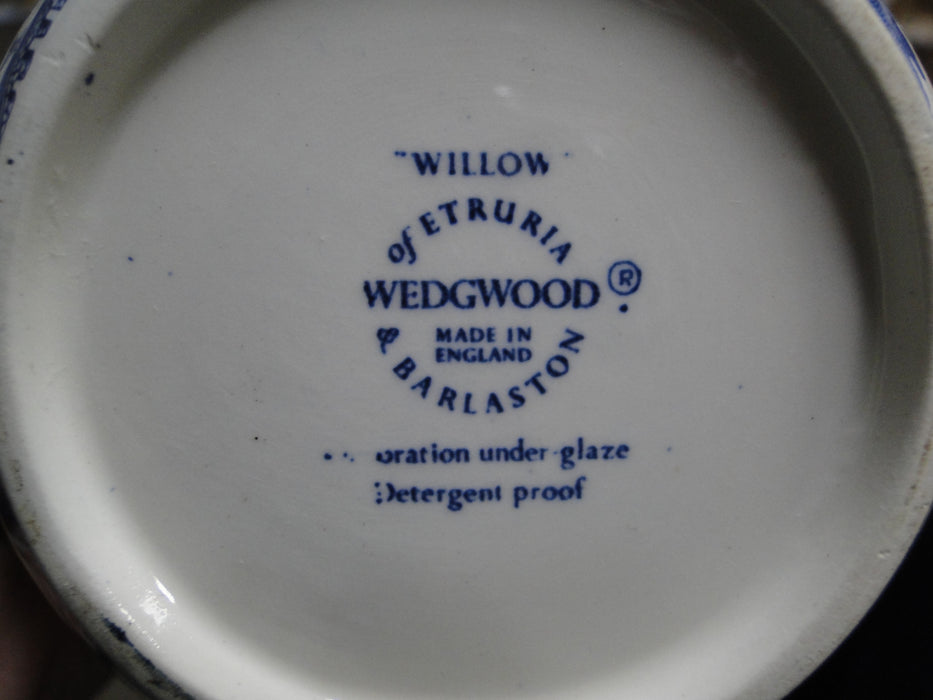 "WILLOW
of ETRURIA
WEDGWOOD ®
MADE IN
ENGLAND
& BARLASTON
oration under glaze
Detergent proof